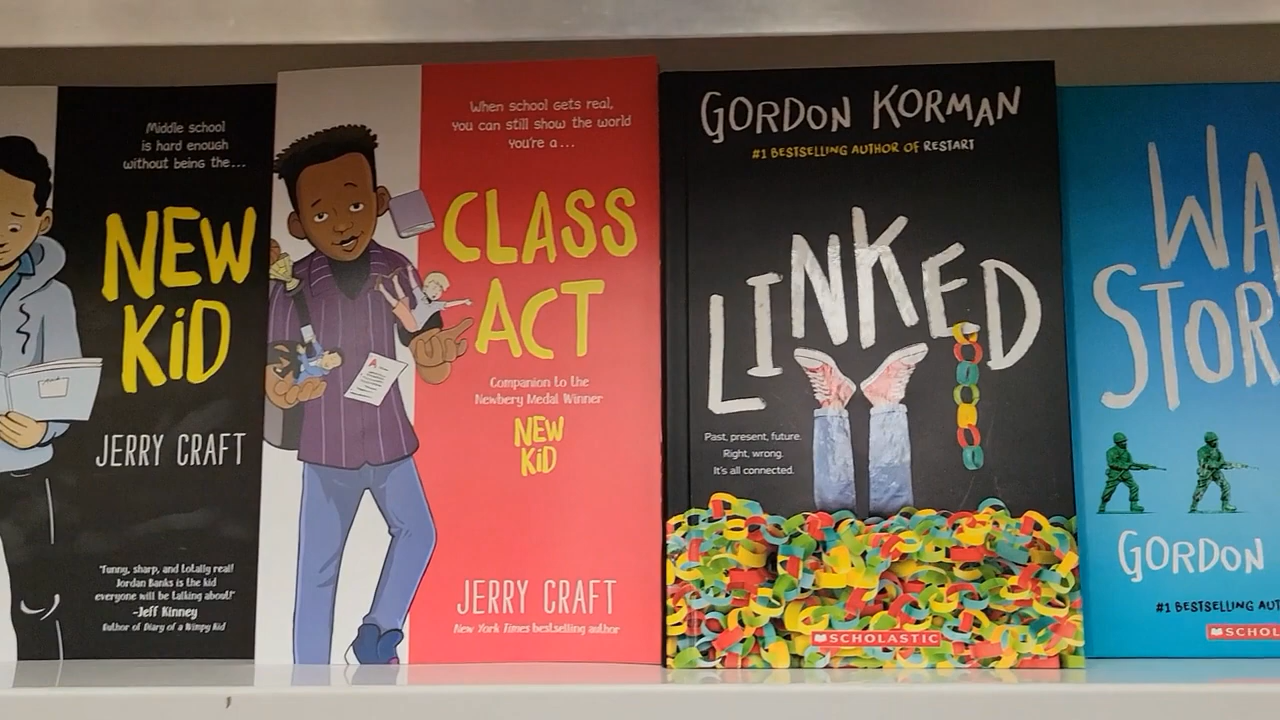 Middle school
is hard enough
without being the...
NEW
KiD
JERRY CRAFT
"Funny, sharp, and totally real!
Jordan Banks is the kid
everyone will be talking about!"
-Jeff Kinney
Author of Diary of a Wimpy Kid
When school gets real,
you can still show the world
you're a...
CLASS
ACT
A
Companion to the
Newbery Medal Winner
NEW
KiD
JERRY CRAFT
New York Times bestselling author
GORDON KORMAN
#1 BESTSELLING AUTHOR OF RESTART
LINKED
Past, present, future.
Right, wrong.
It's all connected.
SCHOLASTIC
WA
STOR
GORDON
#1 BESTSELLING AUT
SCHOL